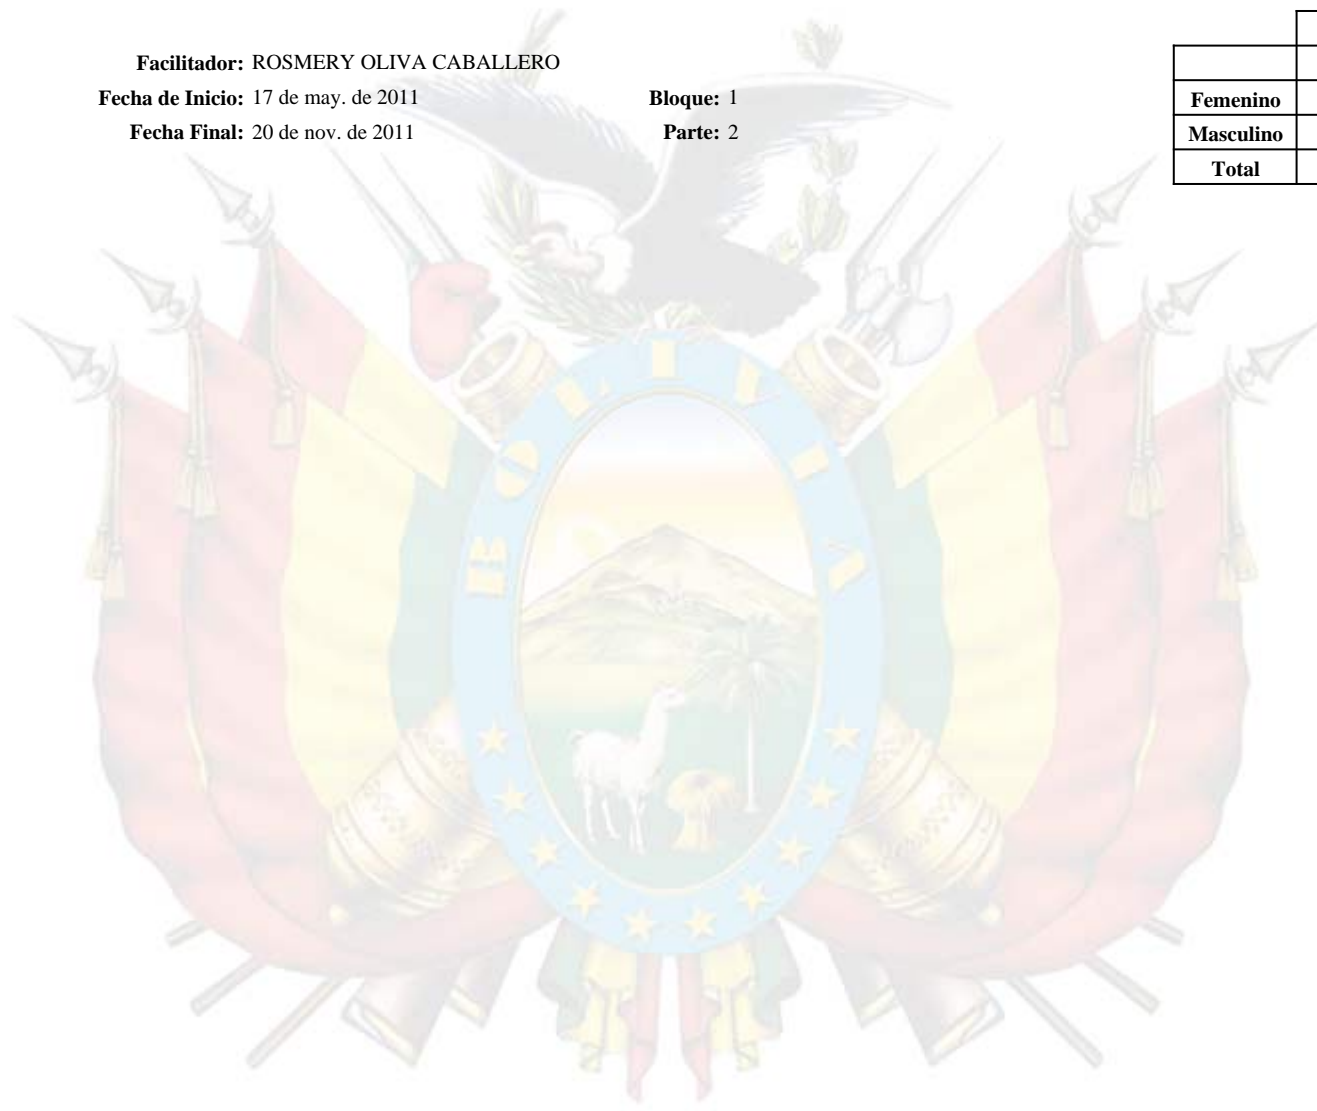 Facilitador: ROSMERY OLIVA CABALLERO
Fecha de Inicio: 17 de may. de 2011 Bloque: 1
Fecha Final: 20 de nov. de 2011 Parte: 2
Femenino
Masculino
Total
BOLIVIA